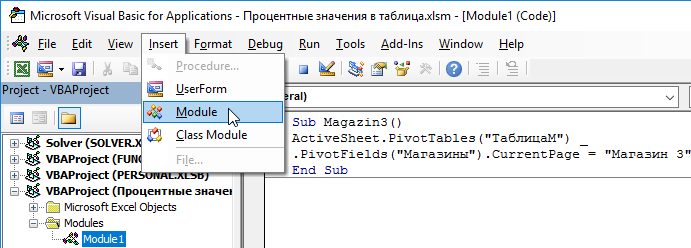 Microsoft Visual Basic for Applications - Процентные значения в таблица.xlsm - [Module1 (Code)]
File Edit View Insert Format Debug Run Tools Add-Ins Window Help
Procedure...
UserForm
Module
Class Module
File...
Project - VBAProject
Solver (SOLVER.X
VBAProject (FUNC
VBAProject (PERSONAL.XLSB)
VBAProject (Процентные значе
Microsoft Excel Objects
Modules
Module1
eral)
Sub Magazin3()
ActiveSheet.PivotTables("ТаблицаМ") _
.PivotFields("Магазины").CurrentPage = "Магазин 3"
End Sub